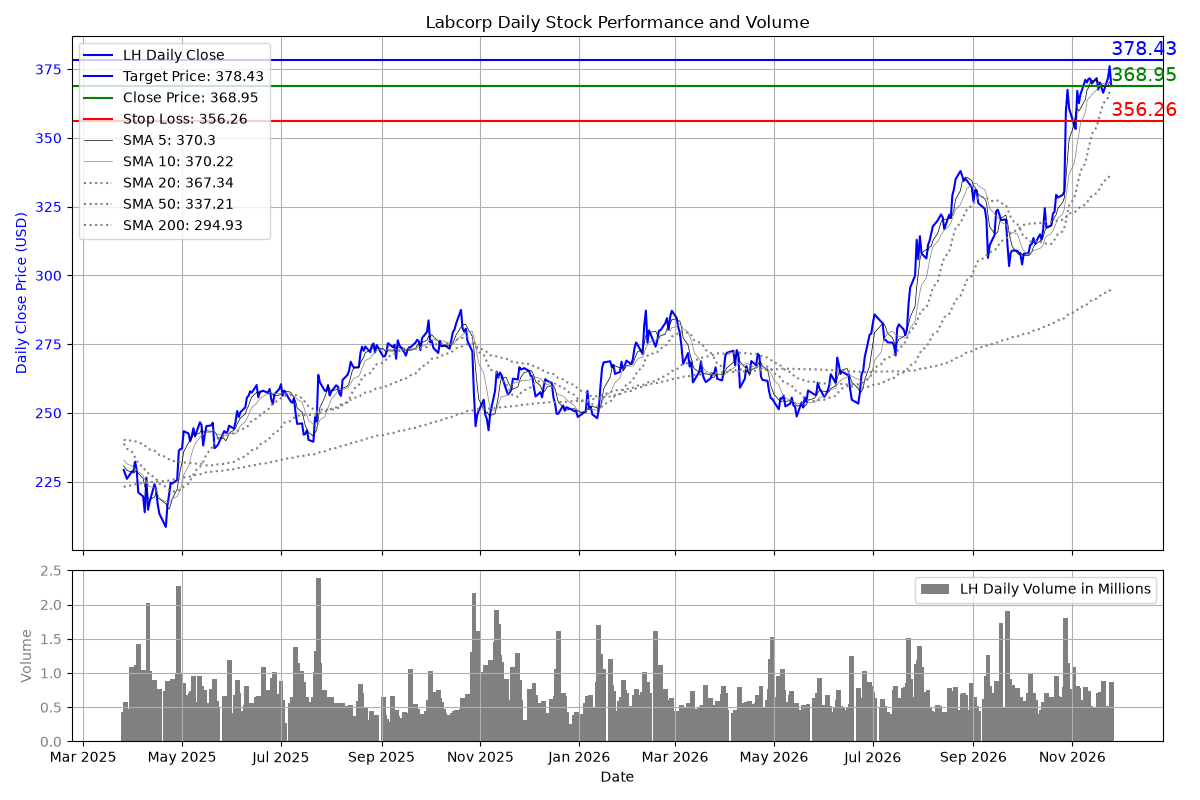 Labcorp Daily Stock Performance and Volume
378.43
368.95
356.26
LH Daily Close
Target Price: 378.43
Close Price: 368.95
Stop Loss: 356.26
SMA 5: 370.3
SMA 10: 370.22
SMA 20: 367.34
SMA 50: 337.21
SMA 200: 294.93
Daily Close Price (USD)
375
350
325
300
275
250
225
LH Daily Volume in Millions
Volume
2.5
2.0
1.5
1.0
0.5
0.0
Mar 2025 May 2025 Jul 2025 Sep 2025 Nov 2025 Jan 2026 Mar 2026 May 2026 Jul 2026 Sep 2026 Nov 2026
Date